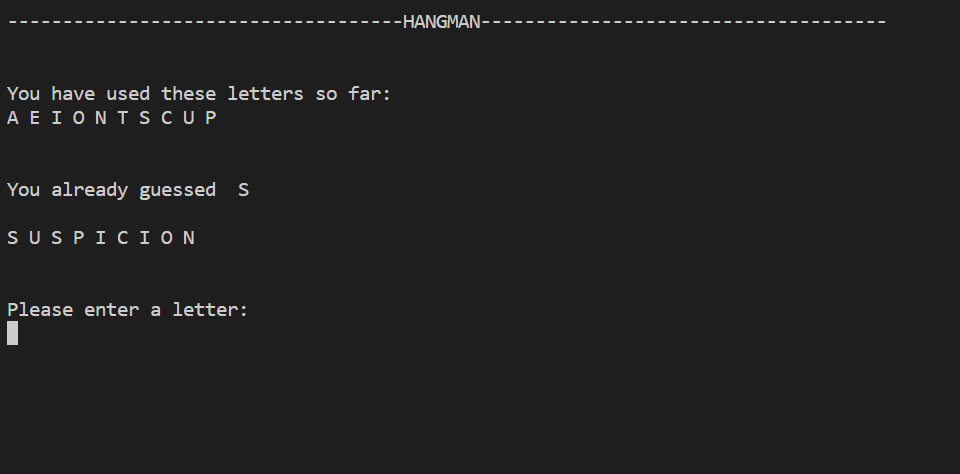 ------------------------------------HANGMAN-------------------------------------
You have used these letters so far:
A E I O N T S C U P
You already guessed  S
S U S P I C I O N
Please enter a letter: